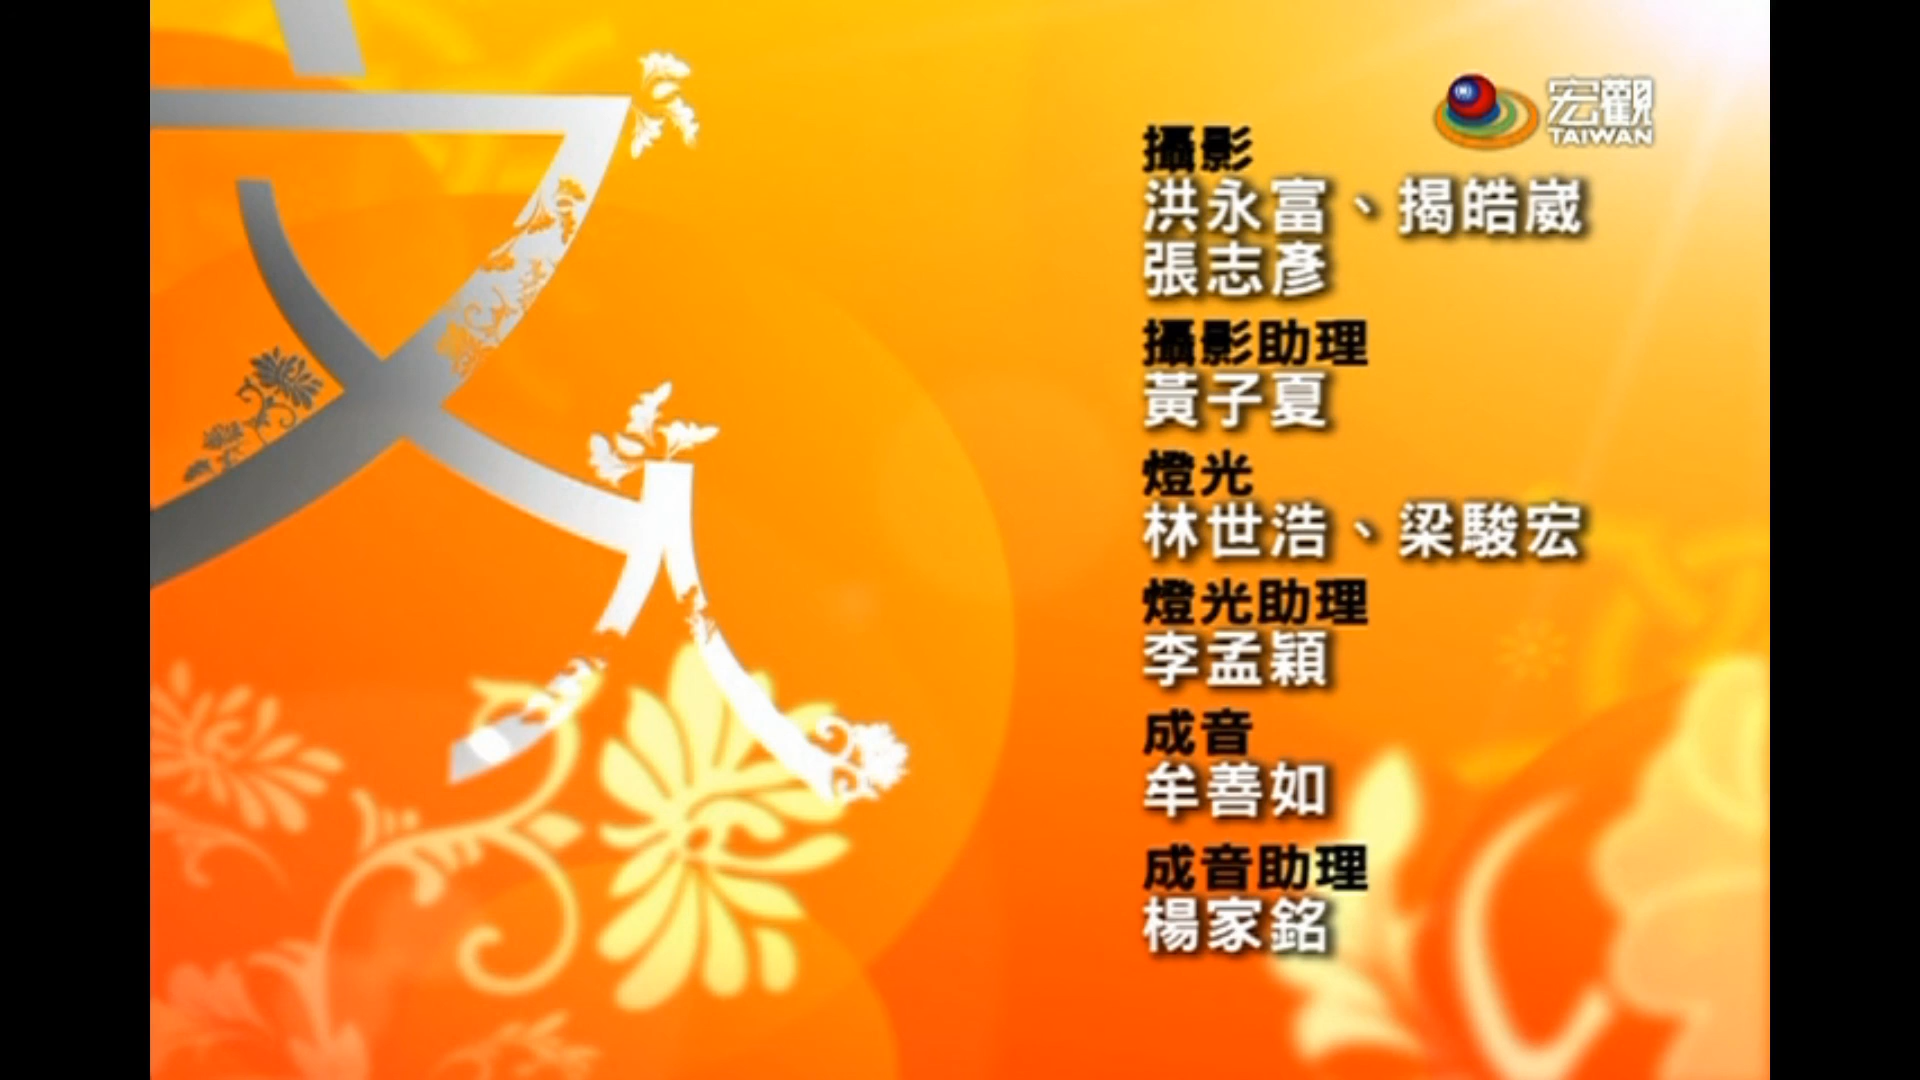 文
人
宏觀
TAIWAN
攝影
洪永富、揭皓崴
張志彥
攝影助理
黃子夏
燈光
林世浩、梁駿宏
燈光助理
李孟穎
成音
牟善如
成音助理
楊家銘